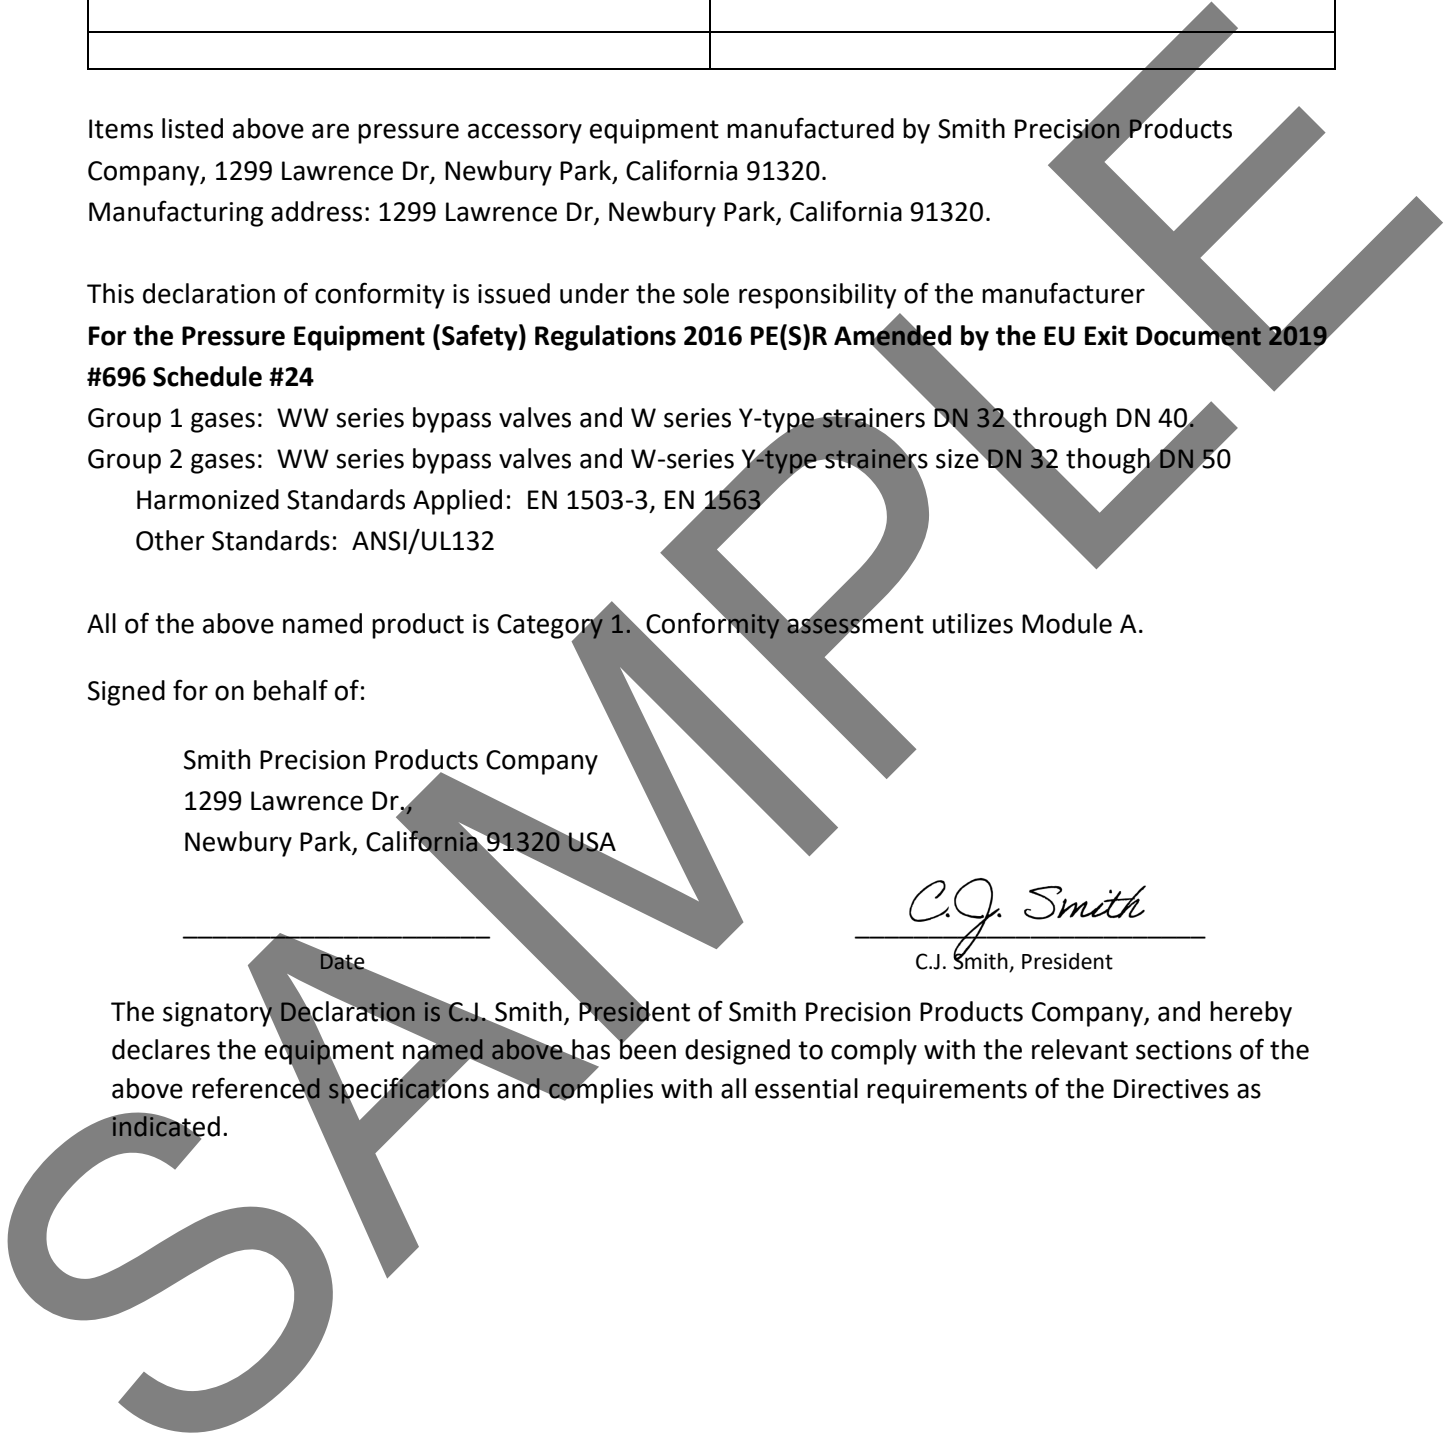 Items listed above are pressure accessory equipment manufactured by Smith Precision Products
Company, 1299 Lawrence Dr, Newbury Park, California 91320.
Manufacturing address: 1299 Lawrence Dr, Newbury Park, California 91320.
This declaration of conformity is issued under the sole responsibility of the manufacturer
For the Pressure Equipment (Safety) Regulations 2016 PE(S)R Amended by the EU Exit Document 2019
#696 Schedule #24
Group 1 gases:  WW series bypass valves and W series Y-type strainers DN 32 through DN 40.
Group 2 gases:  WW series bypass valves and W-series Y-type strainers size DN 32 though DN 50
Harmonized Standards Applied:  EN 1503-3, EN 1563
Other Standards:  ANSI/UL132
All of the above named product is Category 1.  Conformity assessment utilizes Module A.
Signed for on behalf of:
Smith Precision Products Company
1299 Lawrence Dr.,
Newbury Park, California 91320 USA
C.J. Smith
Date
C.J. Smith, President
The signatory Declaration is C.J. Smith, President of Smith Precision Products Company, and hereby
declares the equipment named above has been designed to comply with the relevant sections of the
above referenced specifications and complies with all essential requirements of the Directives as
indicated.
SAMPLE